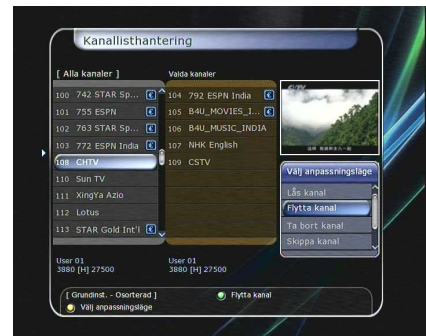 Kanallisthantering
[ Alla kanaler ]
Valda kanaler
100 742 STAR Sp... €
101 755 ESPN €
102 763 STAR Sp... €
103 772 ESPN India €
108 CHTV
110 Sun TV
111 XingYa Azio
112 Lotus
113 STAR Gold Int'l €
104 792 ESPN India €
105 B4U_MOVIES_I... €
106 B4U_MUSIC_INDIA
107 NHK English
109 CSTV
Välj anpassningsläge
Lås kanal
Flytta kanal
Ta bort kanal
Skippa kanal
User 01
3880 [H] 27500
User 01
3880 [H] 27500
[ Grundinst. - Osorterad ]
Flytta kanal
Välj anpassningsläge